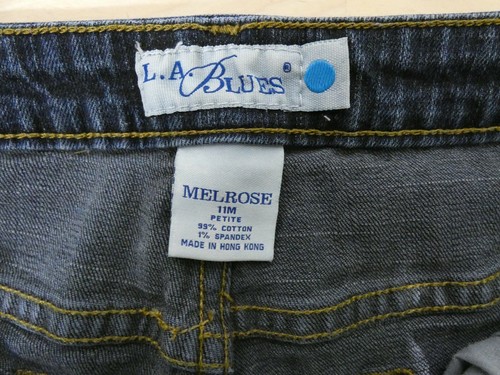 L.A. BLUES®
MELROSE
11M
PETITE
99% COTTON
1% SPANDEX
MADE IN HONG KONG